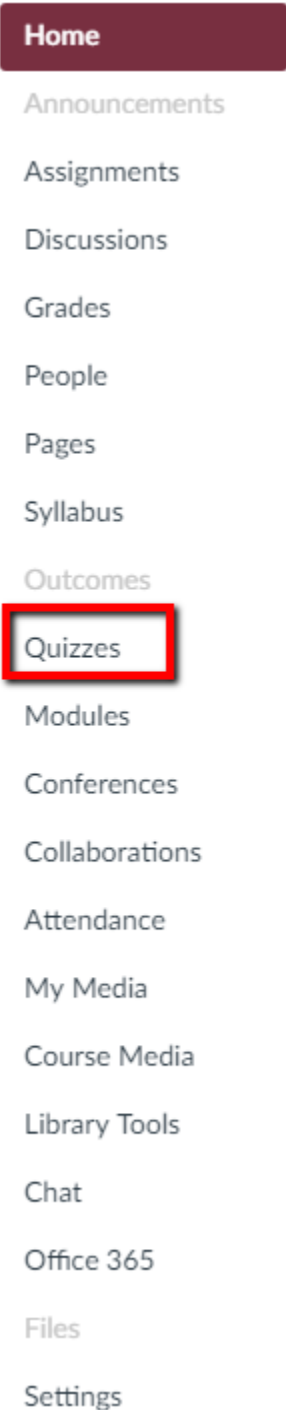 Home
Announcements
Assignments
Discussions
Grades
People
Pages
Syllabus
Outcomes
Quizzes
Modules
Conferences
Collaborations
Attendance
My Media
Course Media
Library Tools
Chat
Office 365
Files
Settings